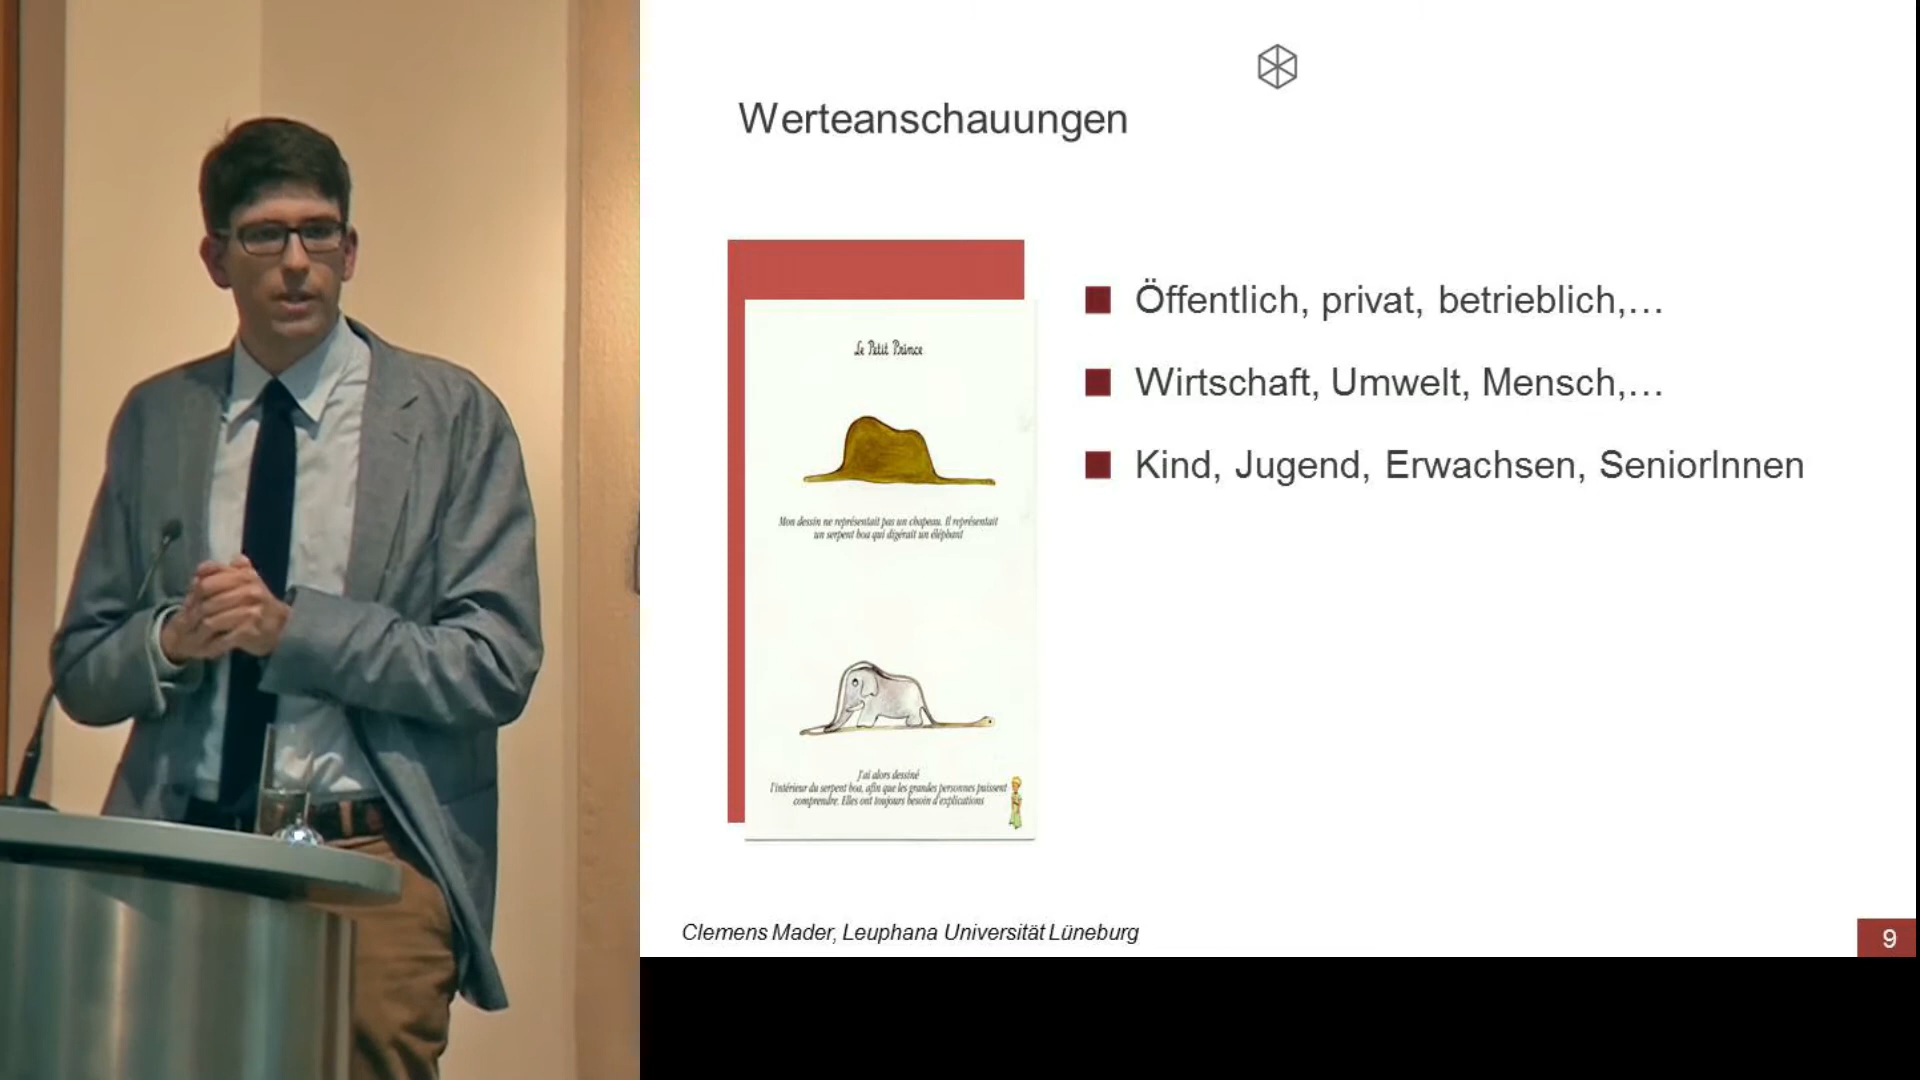 Werteanschauungen
Le Petit Prince
Mon dessin ne représentait pas un chapeau. Il représentait
un serpent boa qui digérait un éléphant
J'ai alors dessiné
l'intérieur du serpent boa, afin que les grandes personnes puissent
comprendre. Elles ont toujours besoin d'explications
Öffentlich, privat, betrieblich,…
Wirtschaft, Umwelt, Mensch,…
Kind, Jugend, Erwachsen, SeniorInnen
Clemens Mader, Leuphana Universität Lüneburg
9